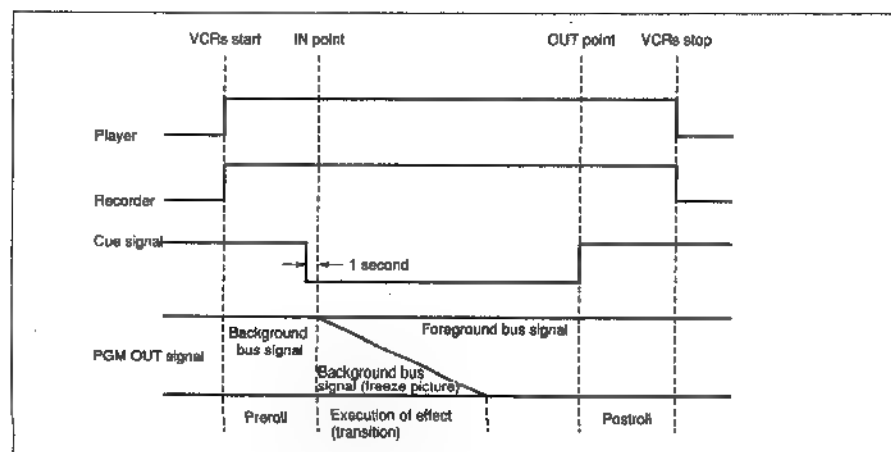 VCRs start IN point OUT point VCRs stop
Player
Recorder
Cue signal
1 second
Foreground bus signal
Background
bus signal
PGM OUT signal
Background bus
signal (freeze picture)
Preroll Execution of effect Postroll
(transition)